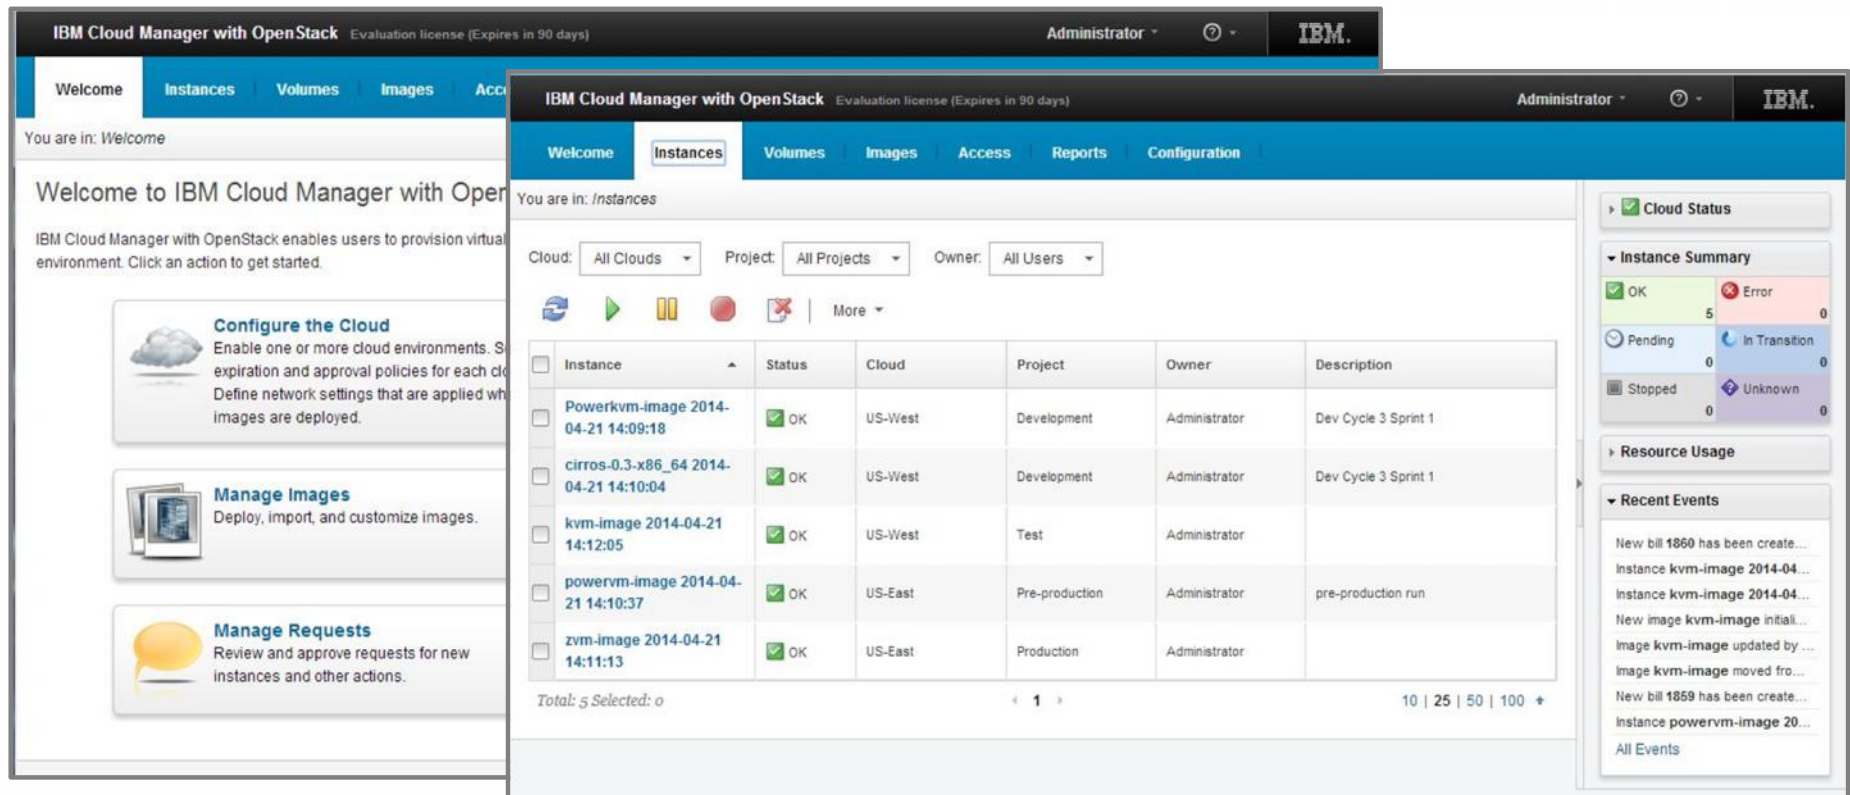 IBM Cloud Manager with OpenStack Evaluation license (Expires in 90 days) Administrator IBM.
Welcome Instances Volumes Images
You are in: Welcome
Welcome to IBM Cloud Manager with
IBM Cloud Manager with OpenStack enables users to provision virtual
environment. Click an action to get started.
Configure the Cloud
Enable one or more cloud environments.
expiration and approval policies for each
Define network settings that are applied
images are deployed.
Manage Images
Deploy, import, and customize images.
Manage Requests
Review and approve requests for new
instances and other actions.
IBM Cloud Manager with OpenStack Evaluation license (Expires in 90 days) Administrator ? IBM.
Welcome Instances Volumes Images Access Reports Configuration
You are in: Instances
Cloud: All Clouds Project: All Projects Owner: All Users
More
Instance Status Cloud Project Owner Description
Powerkvm-image 2014-
04-21 14:09:18 OK US-West Development Administrator Dev Cycle 3 Sprint 1
cirros-0.3-x86_64 2014-
04-21 14:10:04 OK US-West Development Administrator Dev Cycle 3 Sprint 1
kvm-image 2014-04-21
14:12:05 OK US-West Test Administrator
powervm-image 2014-04-
21 14:10:37 OK US-East Pre-production Administrator pre-production run
zvm-image 2014-04-21
14:11:13 OK US-East Production Administrator
Total: 5 Selected: 0 1 10 | 25 | 50 | 100
Cloud Status
Instance Summary
OK 5 Error 0
Pending 0 In Transition 0
Stopped 0 Unknown 0
Resource Usage
Recent Events
New bill 1860 has been create...
Instance kvm-image 2014-04...
Instance kvm-image 2014-04...
New image kvm-image initiali...
Image kvm-image updated by ...
Image kvm-image moved fro...
New bill 1859 has been create...
Instance powervm-image 20...
All Events